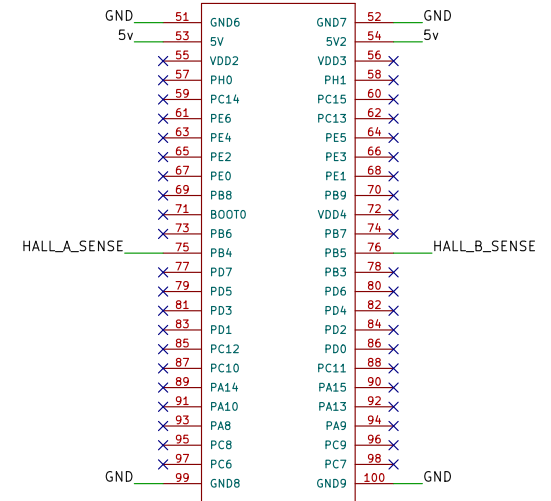 GND 51 GND6 GND7 52 GND
5v 53 5V 5V2 54 5v
55 VDD2 VDD3 56
57 PH0 PH1 58
59 PC14 PC15 60
61 PE6 PC13 62
63 PE4 PE5 64
65 PE2 PE3 66
67 PE0 PE1 68
69 PB8 PB9 70
71 BOOT0 VDD4 72
73 PB6 PB7 74
HALL_A_SENSE 75 PB4 PB5 76 HALL_B_SENSE
77 PD7 PB3 78
79 PD5 PD6 80
81 PD3 PD4 82
83 PD1 PD2 84
85 PC12 PD0 86
87 PC10 PC11 88
89 PA14 PA15 90
91 PA10 PA13 92
93 PA8 PA9 94
95 PC8 PC9 96
97 PC6 PC7 98
GND 99 GND8 GND9 100 GND